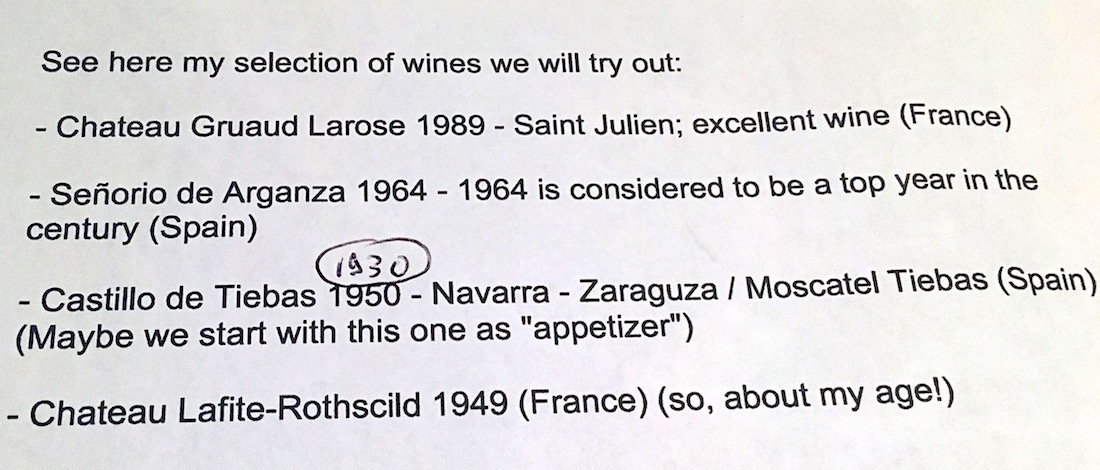 See here my selection of wines we will try out:
- Chateau Gruaud Larose 1989 - Saint Julien; excellent wine (France)
- Señorio de Arganza 1964 - 1964 is considered to be a top year in the
century (Spain)
1930
- Castillo de Tiebas 1950 - Navarra - Zaraguza / Moscatel Tiebas (Spain)
(Maybe we start with this one as "appetizer")
- Chateau Lafite-Rothscild 1949 (France) (so, about my age!)